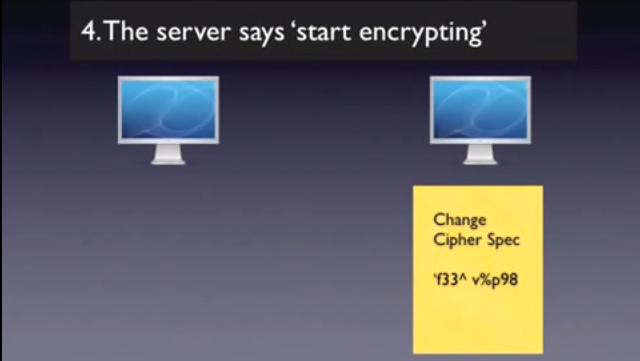 4.The server says ‘start encrypting’
Change
Cipher Spec
‘f33^ v%p98